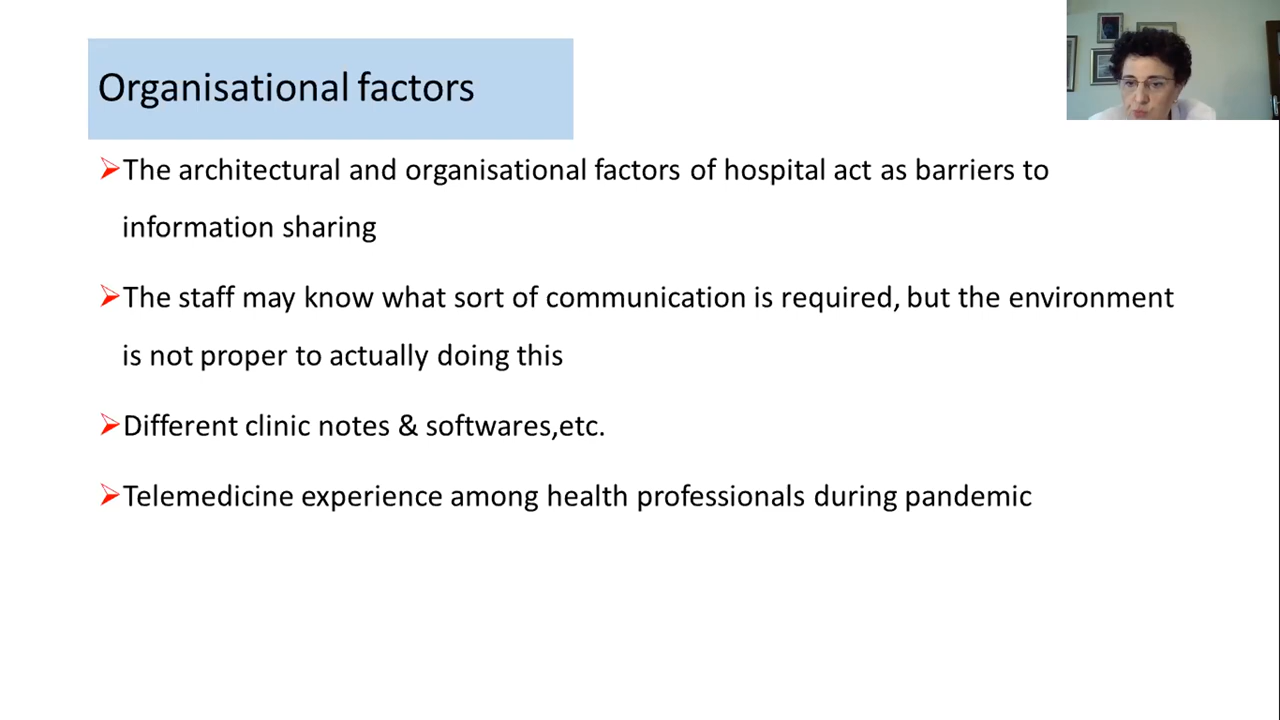 Organisational factors
➢The architectural and organisational factors of hospital act as barriers to
information sharing
➢The staff may know what sort of communication is required, but the environment
is not proper to actually doing this
➢Different clinic notes & softwares,etc.
➢Telemedicine experience among health professionals during pandemic